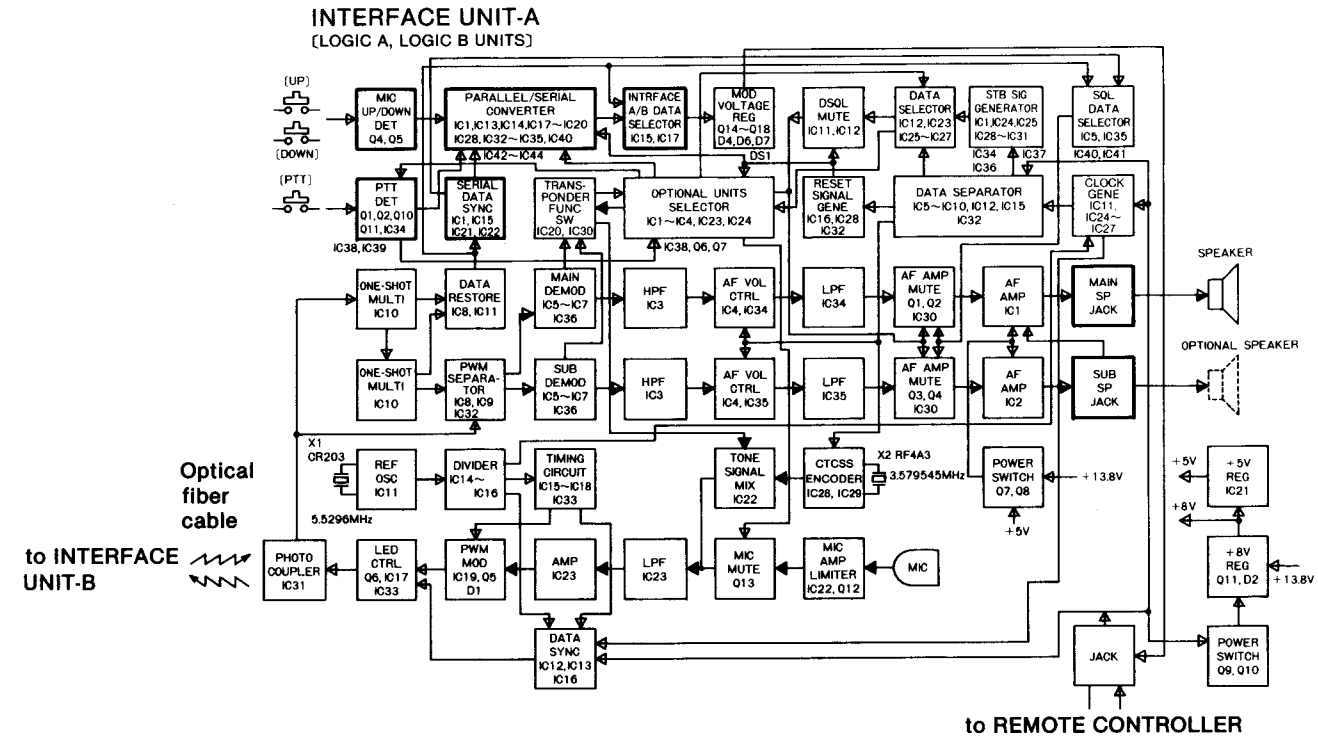 INTERFACE UNIT-A
(LOGIC A, LOGIC B UNITS)
(UP)
(DOWN)
(PTT)
MIC
UP/DOWN
DET
Q4, Q5
PARALLEL/SERIAL
CONVERTER
IC1,IC13,IC14,IC17~IC20
IC28, IC32~IC35, IC40
IC42~IC44
INTRFACE
A/B DATA
SELECTOR
IC15, IC17
MOD
VOLTAGE
REG
Q14~Q18
D4, D6, D7
DS1
DSQL
MUTE
IC11, IC12
DATA
SELECTOR
IC12, IC23
IC25~IC27
STB SIG
GENERATOR
IC1, IC24, IC25
IC28~IC31
IC34
IC36
IC37
SQL
DATA
SELECTOR
IC5, IC35
IC40, IC41
PTT
DET
Q1, Q2, Q10
Q11, IC34
IC38, IC39
SERIAL
DATA
SYNC
IC1, IC15
IC21, IC22
TRANS-
PONDER
FUNC
SW
IC20, IC30
OPTIONAL UNITS
SELECTOR
IC1~IC4, IC23, IC24
IC38, Q6, Q7
RESET
SIGNAL
GENE
IC16, IC28
IC32
DATA SEPARATOR
IC5~IC10, IC12, IC15
IC32
CLOCK
GENE
IC11,
IC24~
IC27
ONE-SHOT
MULTI
IC10
DATA
RESTORE
IC8, IC11
MAIN
DEMOD
IC5~IC7
IC36
HPF
IC3
AF VOL
CTRL
IC4, IC34
LPF
IC34
AF AMP
MUTE
Q1, Q2
IC30
AF
AMP
IC1
MAIN
SP
JACK
SPEAKER
ONE-SHOT
MULTI
IC10
PWM
SEPARA-
TOR
IC8, IC9
IC32
SUB
DEMOD
IC5~IC7
IC36
HPF
IC3
AF VOL
CTRL
IC4, IC35
LPF
IC35
AF AMP
MUTE
Q3, Q4
IC30
AF
AMP
IC2
SUB
SP
JACK
OPTIONAL SPEAKER
X1
CR203
5.5296MHz
REF
OSC
IC11
DIVIDER
IC14~
IC16
TIMING
CIRCUIT
IC15~IC18
IC33
TONE
SIGNAL
MIX
IC22
CTCSS
ENCODER
IC28, IC29
X2 RF4A3
3.579545MHz
POWER
SWITCH
Q7, Q8
+13.8V
+5V
+5V
+5V
REG
IC21
+8V
+8V
REG
Q11, D2
+13.8V
Optical
fiber
cable
to INTERFACE
UNIT-B
PHOTO
COUPLER
IC31
LED
CTRL
Q6, IC17
IC33
PWM
MOD
IC19, Q5
D1
AMP
IC23
LPF
IC23
MIC
MUTE
Q13
MIC
AMP
LIMITER
IC22, Q12
MIC
DATA
SYNC
IC12, IC13
IC16
JACK
POWER
SWITCH
Q9, Q10
to REMOTE CONTROLLER